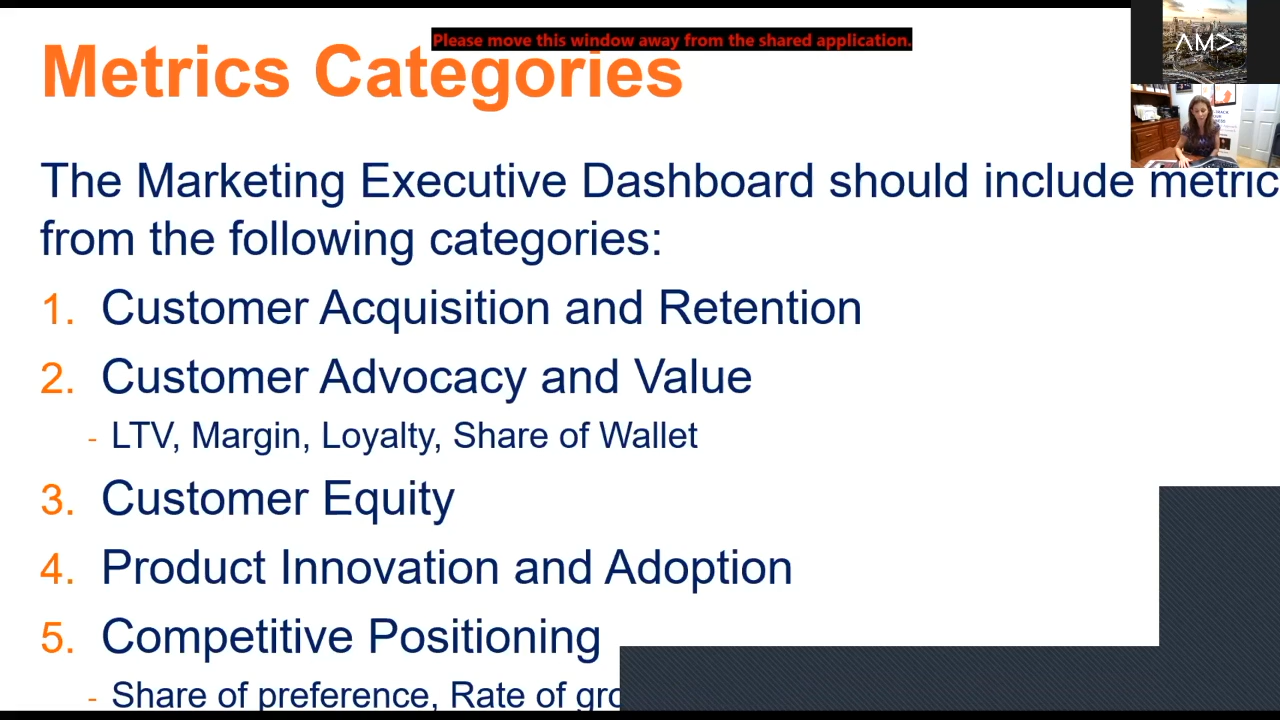 Please move this window away from the shared application.
Metrics Categories
The Marketing Executive Dashboard should include metric
from the following categories:
1. Customer Acquisition and Retention
2. Customer Advocacy and Value
- LTV, Margin, Loyalty, Share of Wallet
3. Customer Equity
4. Product Innovation and Adoption
5. Competitive Positioning
- Share of preference, Rate of